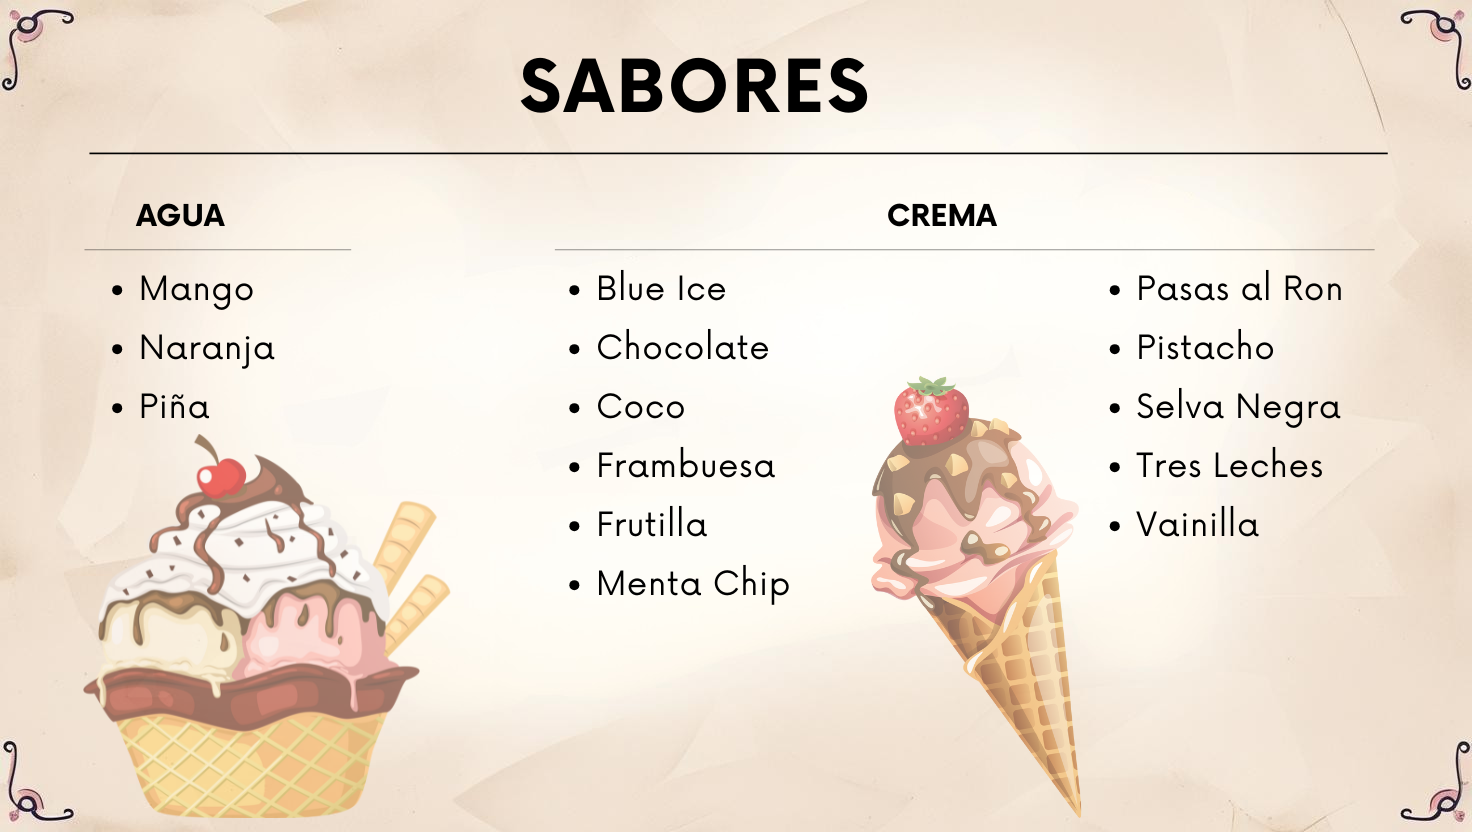 SABORES
AGUA
Mango
Naranja
Piña
CREMA
Blue Ice
Chocolate
Coco
Frambuesa
Frutilla
Menta Chip
Pasas al Ron
Pistacho
Selva Negra
Tres Leches
Vainilla